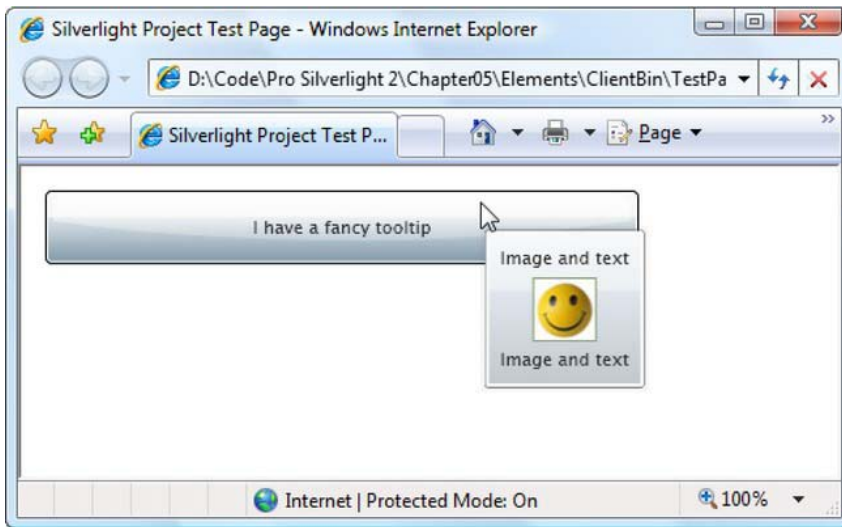 Silverlight Project Test Page - Windows Internet Explorer
D:\Code\Pro Silverlight 2\Chapter05\Elements\ClientBin\TestPa
Silverlight Project Test P...
Page
»
I have a fancy tooltip
Image and text
Image and text
Internet | Protected Mode: On
100%